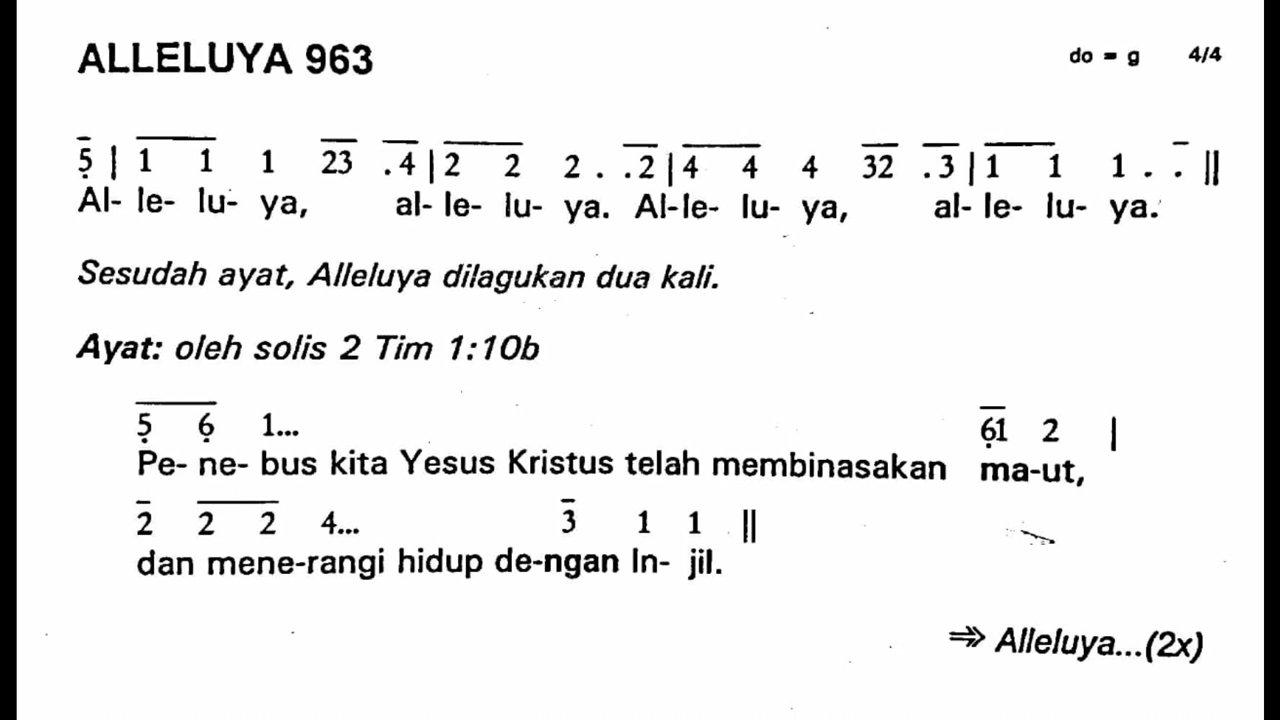 ALLELUYA 963 do = g 4/4
5̣ | 1 1 1 23 .4 | 2 2 2 . .2 | 4 4 4 32 .3 | 1 1 1 . . ||
Al- le- lu- ya, al- le- lu- ya. Al-le- lu- ya, al- le- lu- ya.
Sesudah ayat, Alleluya dilagukan dua kali.
Ayat: oleh solis 2 Tim 1:10b
5̣ 6̣ 1... 6̣1 2 |
Pe- ne- bus kita Yesus Kristus telah membinasakan ma-ut,
2 2 2 4... 3 1 1 ||
dan mene-rangi hidup de-ngan In- jil.
⇒ Alleluya...(2x)